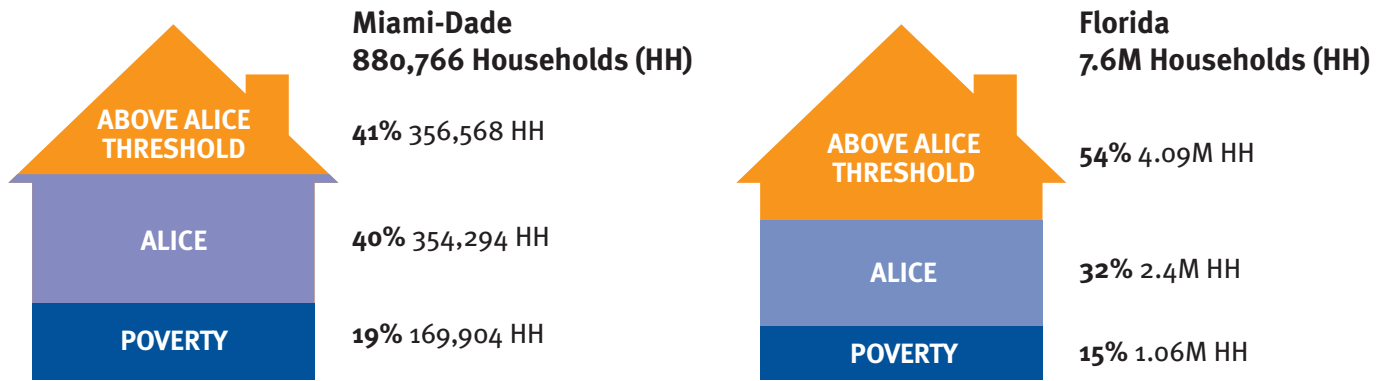 Miami-Dade
880,766 Households (HH)
ABOVE ALICE
THRESHOLD
41% 356,568 HH
ALICE
40% 354,294 HH
POVERTY
19% 169,904 HH
Florida
7.6M Households (HH)
ABOVE ALICE
THRESHOLD
54% 4.09M HH
ALICE
32% 2.4M HH
POVERTY
15% 1.06M HH